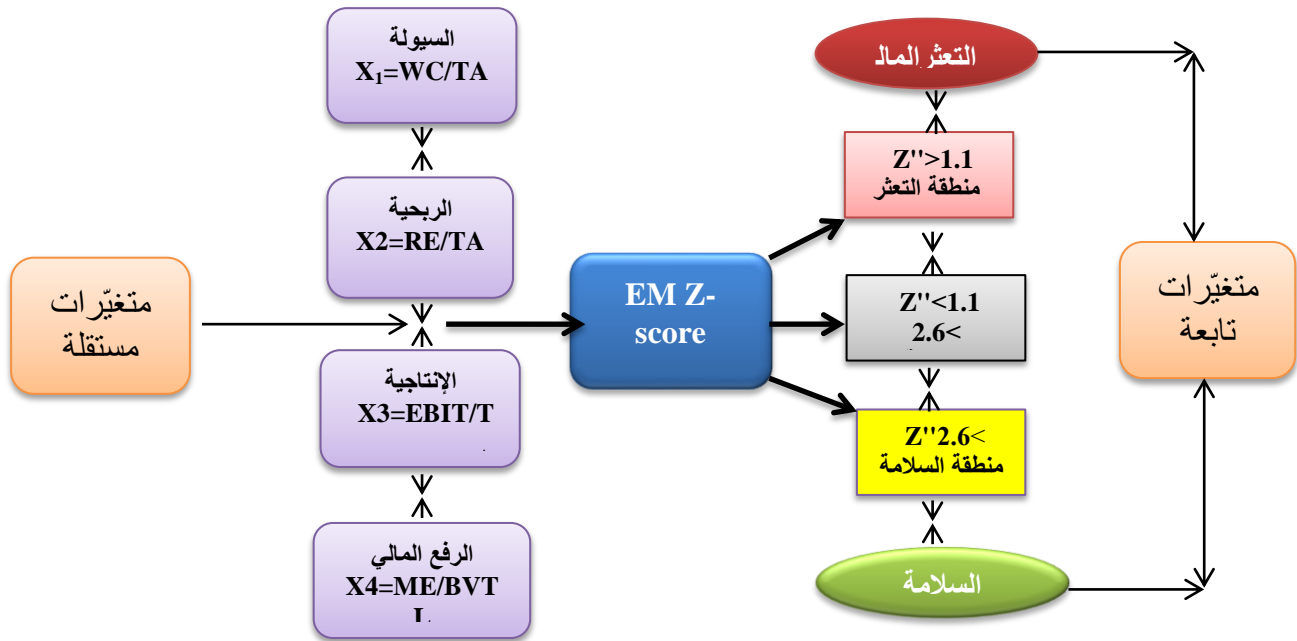 السيولة
X₁=WC/TA
الربحية
X2=RE/TA
الإنتاجية
X3=EBIT/T
الرفع المالي
X4=ME/BVT
L
متغيّرات
مستقلة
EM Z-
score
التعثر المالـ
Z''>1.1
منطقة التعثر
Z''<1.1
2.6<
Z''2.6<
منطقة السلامة
السلامة
متغيّرات
تابعة